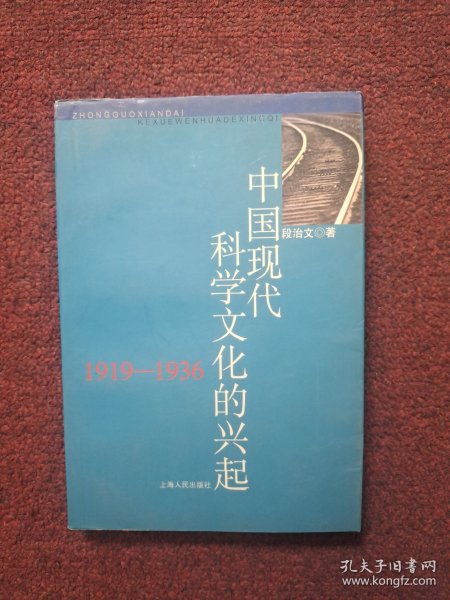 ZHONGGUOXIANDAI
KEXUEWENHUADEXINGQI
中国现代
科学文化的兴起
段治文◎著
1919—1936
上海人民出版社
孔夫子旧书网
www.kongfz.com